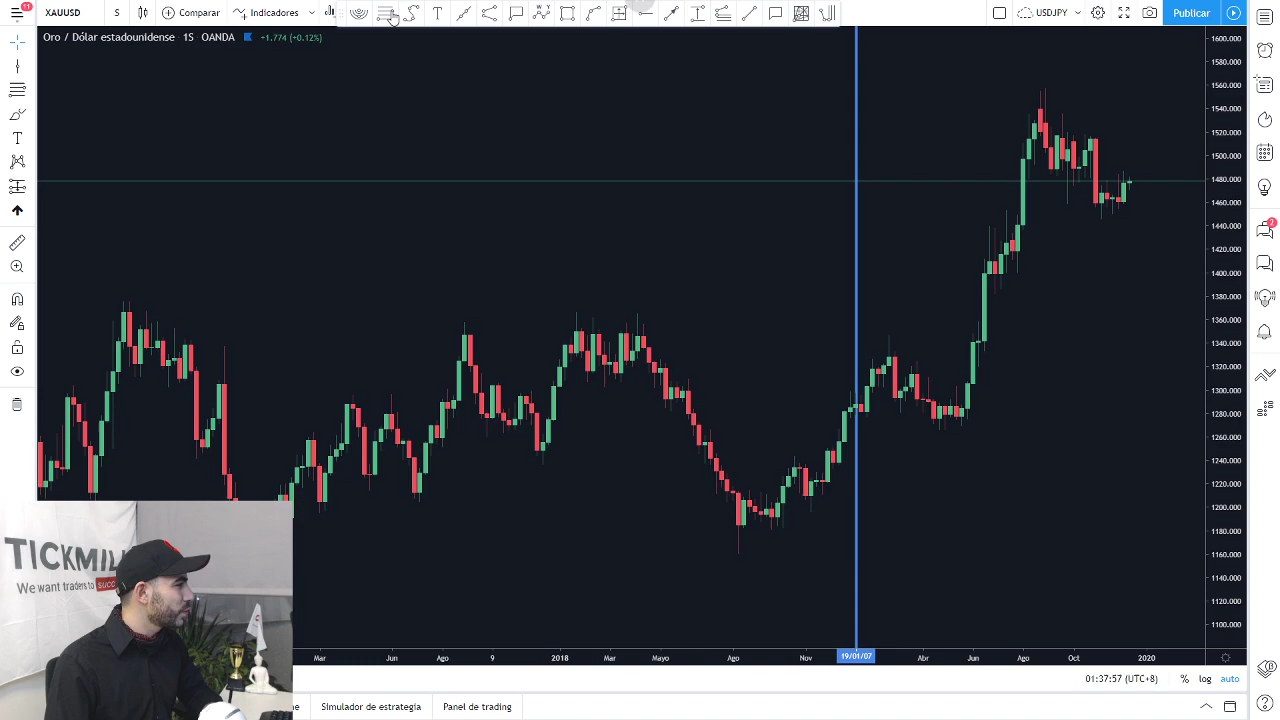 11
XAUUSD
S
Comparar
Indicadores
T
USDJPY
Publicar
Oro / Dólar estadounidense 1S OANDA +1.774 (+0.12%)
T
2
1600.000
1580.000
1560.000
1540.000
1520.000
1500.000
1480.000
1460.000
1440.000
1420.000
1400.000
1380.000
1360.000
1340.000
1320.000
1300.000
1280.000
1260.000
1240.000
1220.000
1200.000
1180.000
1160.000
1140.000
1120.000
1100.000
TICKMIL
We want traders to succ
Mar Jun Ago 9 2018 Mar Mayo Ago Nov 19/01/07 Abr Jun Ago Oct 2020
01:37:57 (UTC+8) % log auto
Simulador de estrategia
Panel de trading